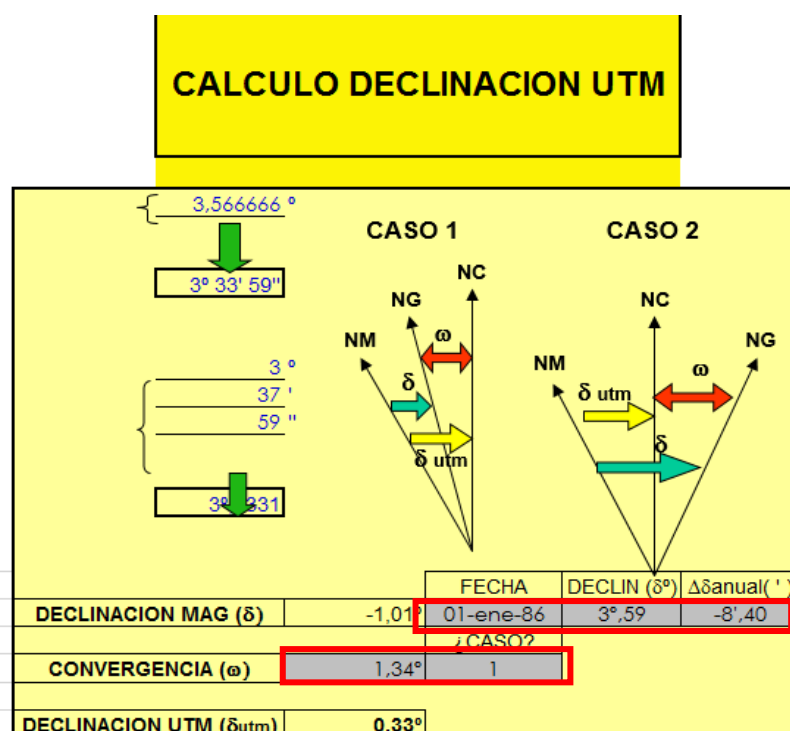 CALCULO DECLINACION UTM
3,566666 º
CASO 1
CASO 2
3º 33' 59"
NC
NG
NM
ω
δ
δ utm
NC
NG
NM
ω
δ utm
δ
3 º
37 '
59 "
FECHA DECLIN (δº) Δδanual( ' )
DECLINACION MAG (δ) -1,01º 01-ene-86 3º,59 -8',40
¿CASO?
CONVERGENCIA (ω) 1,34º 1
DECLINACION UTM (δutm) 0,33º